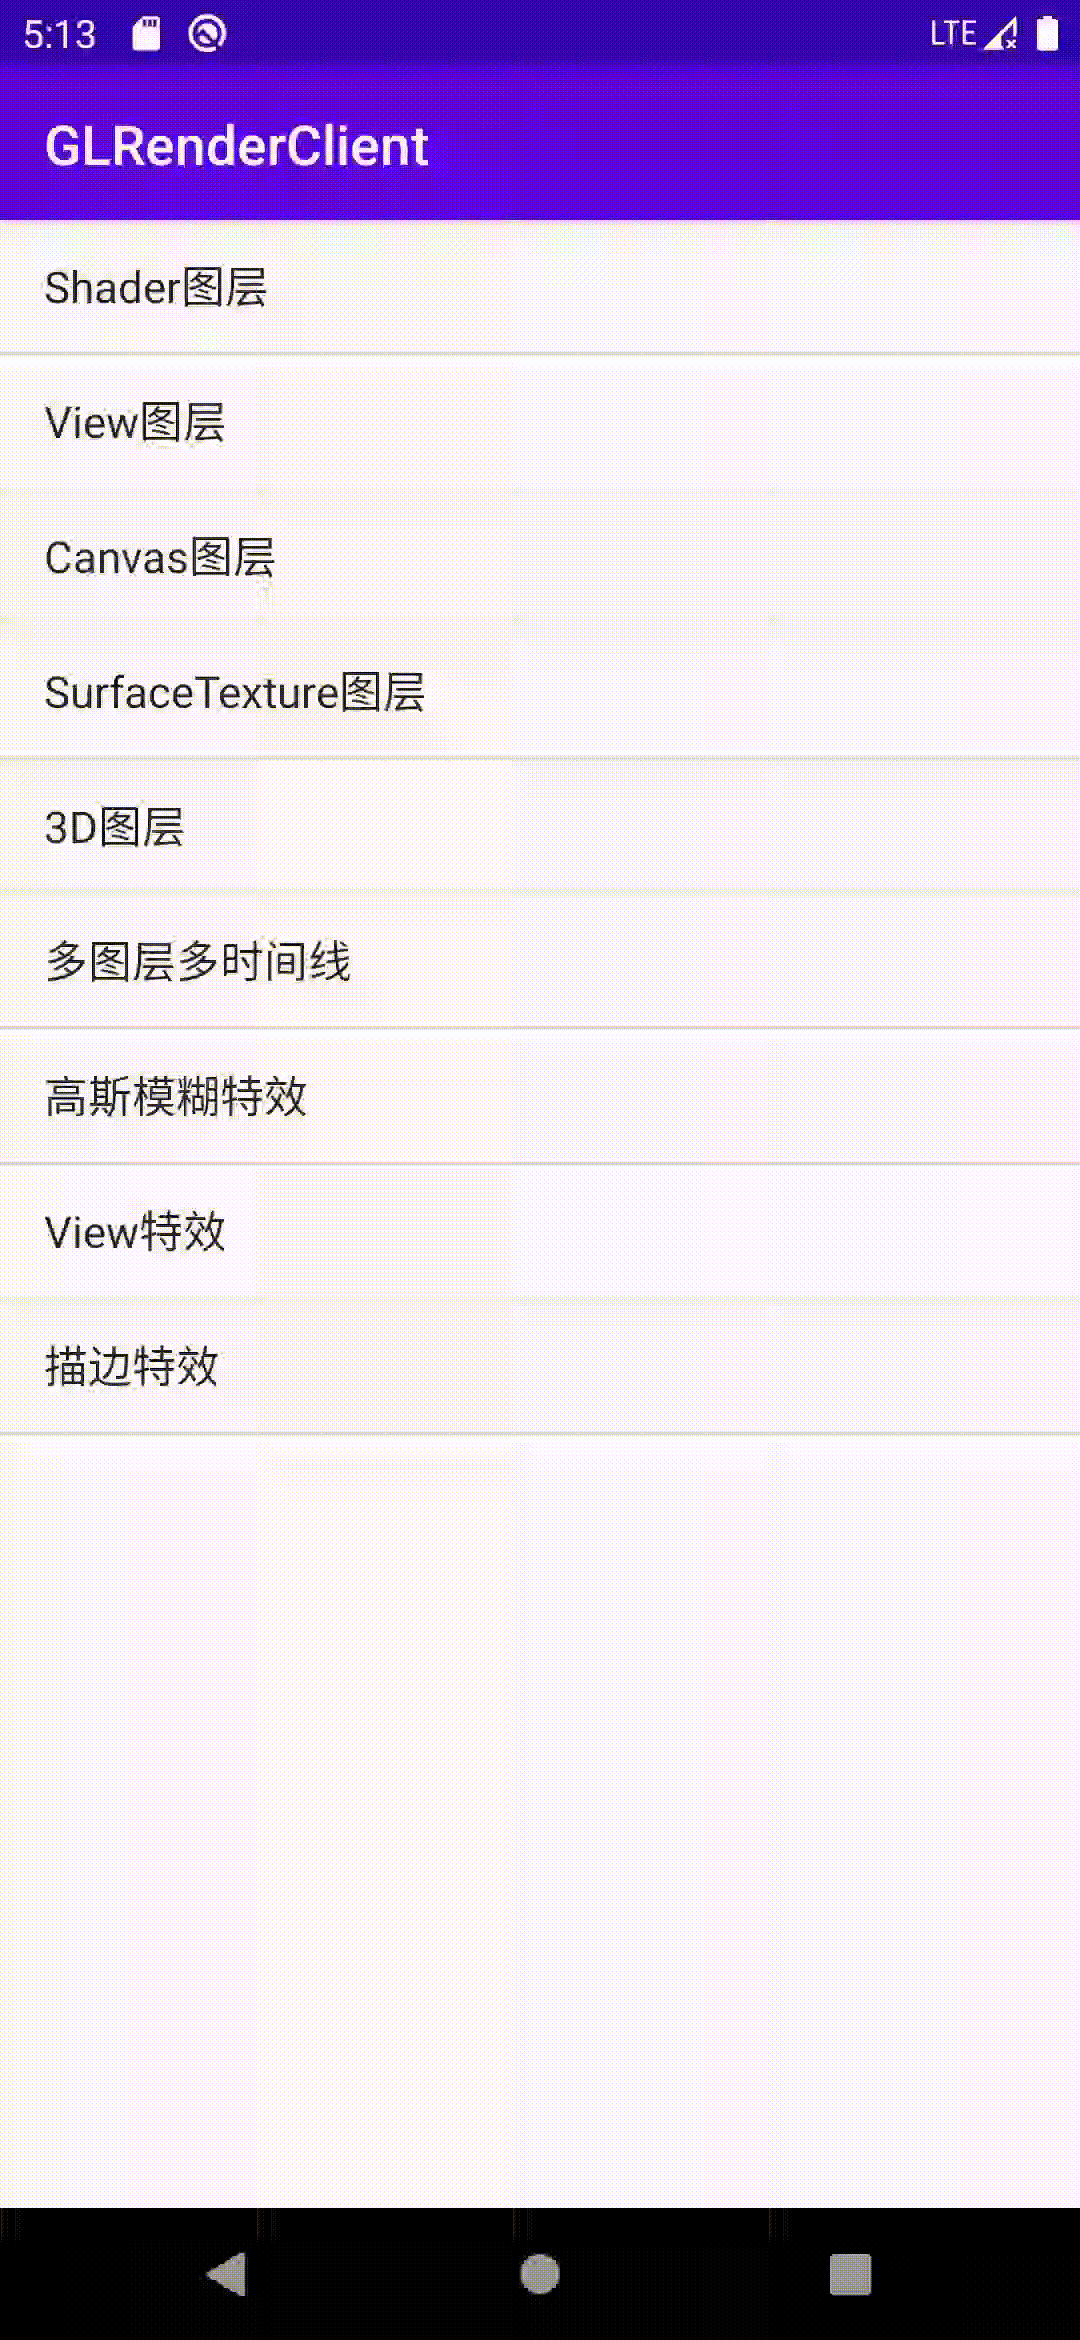 5:13 LTE
GLRenderClient
Shader图层
View图层
Canvas图层
SurfaceTexture图层
3D图层
多图层多时间线
高斯模糊特效
View特效
描边特效